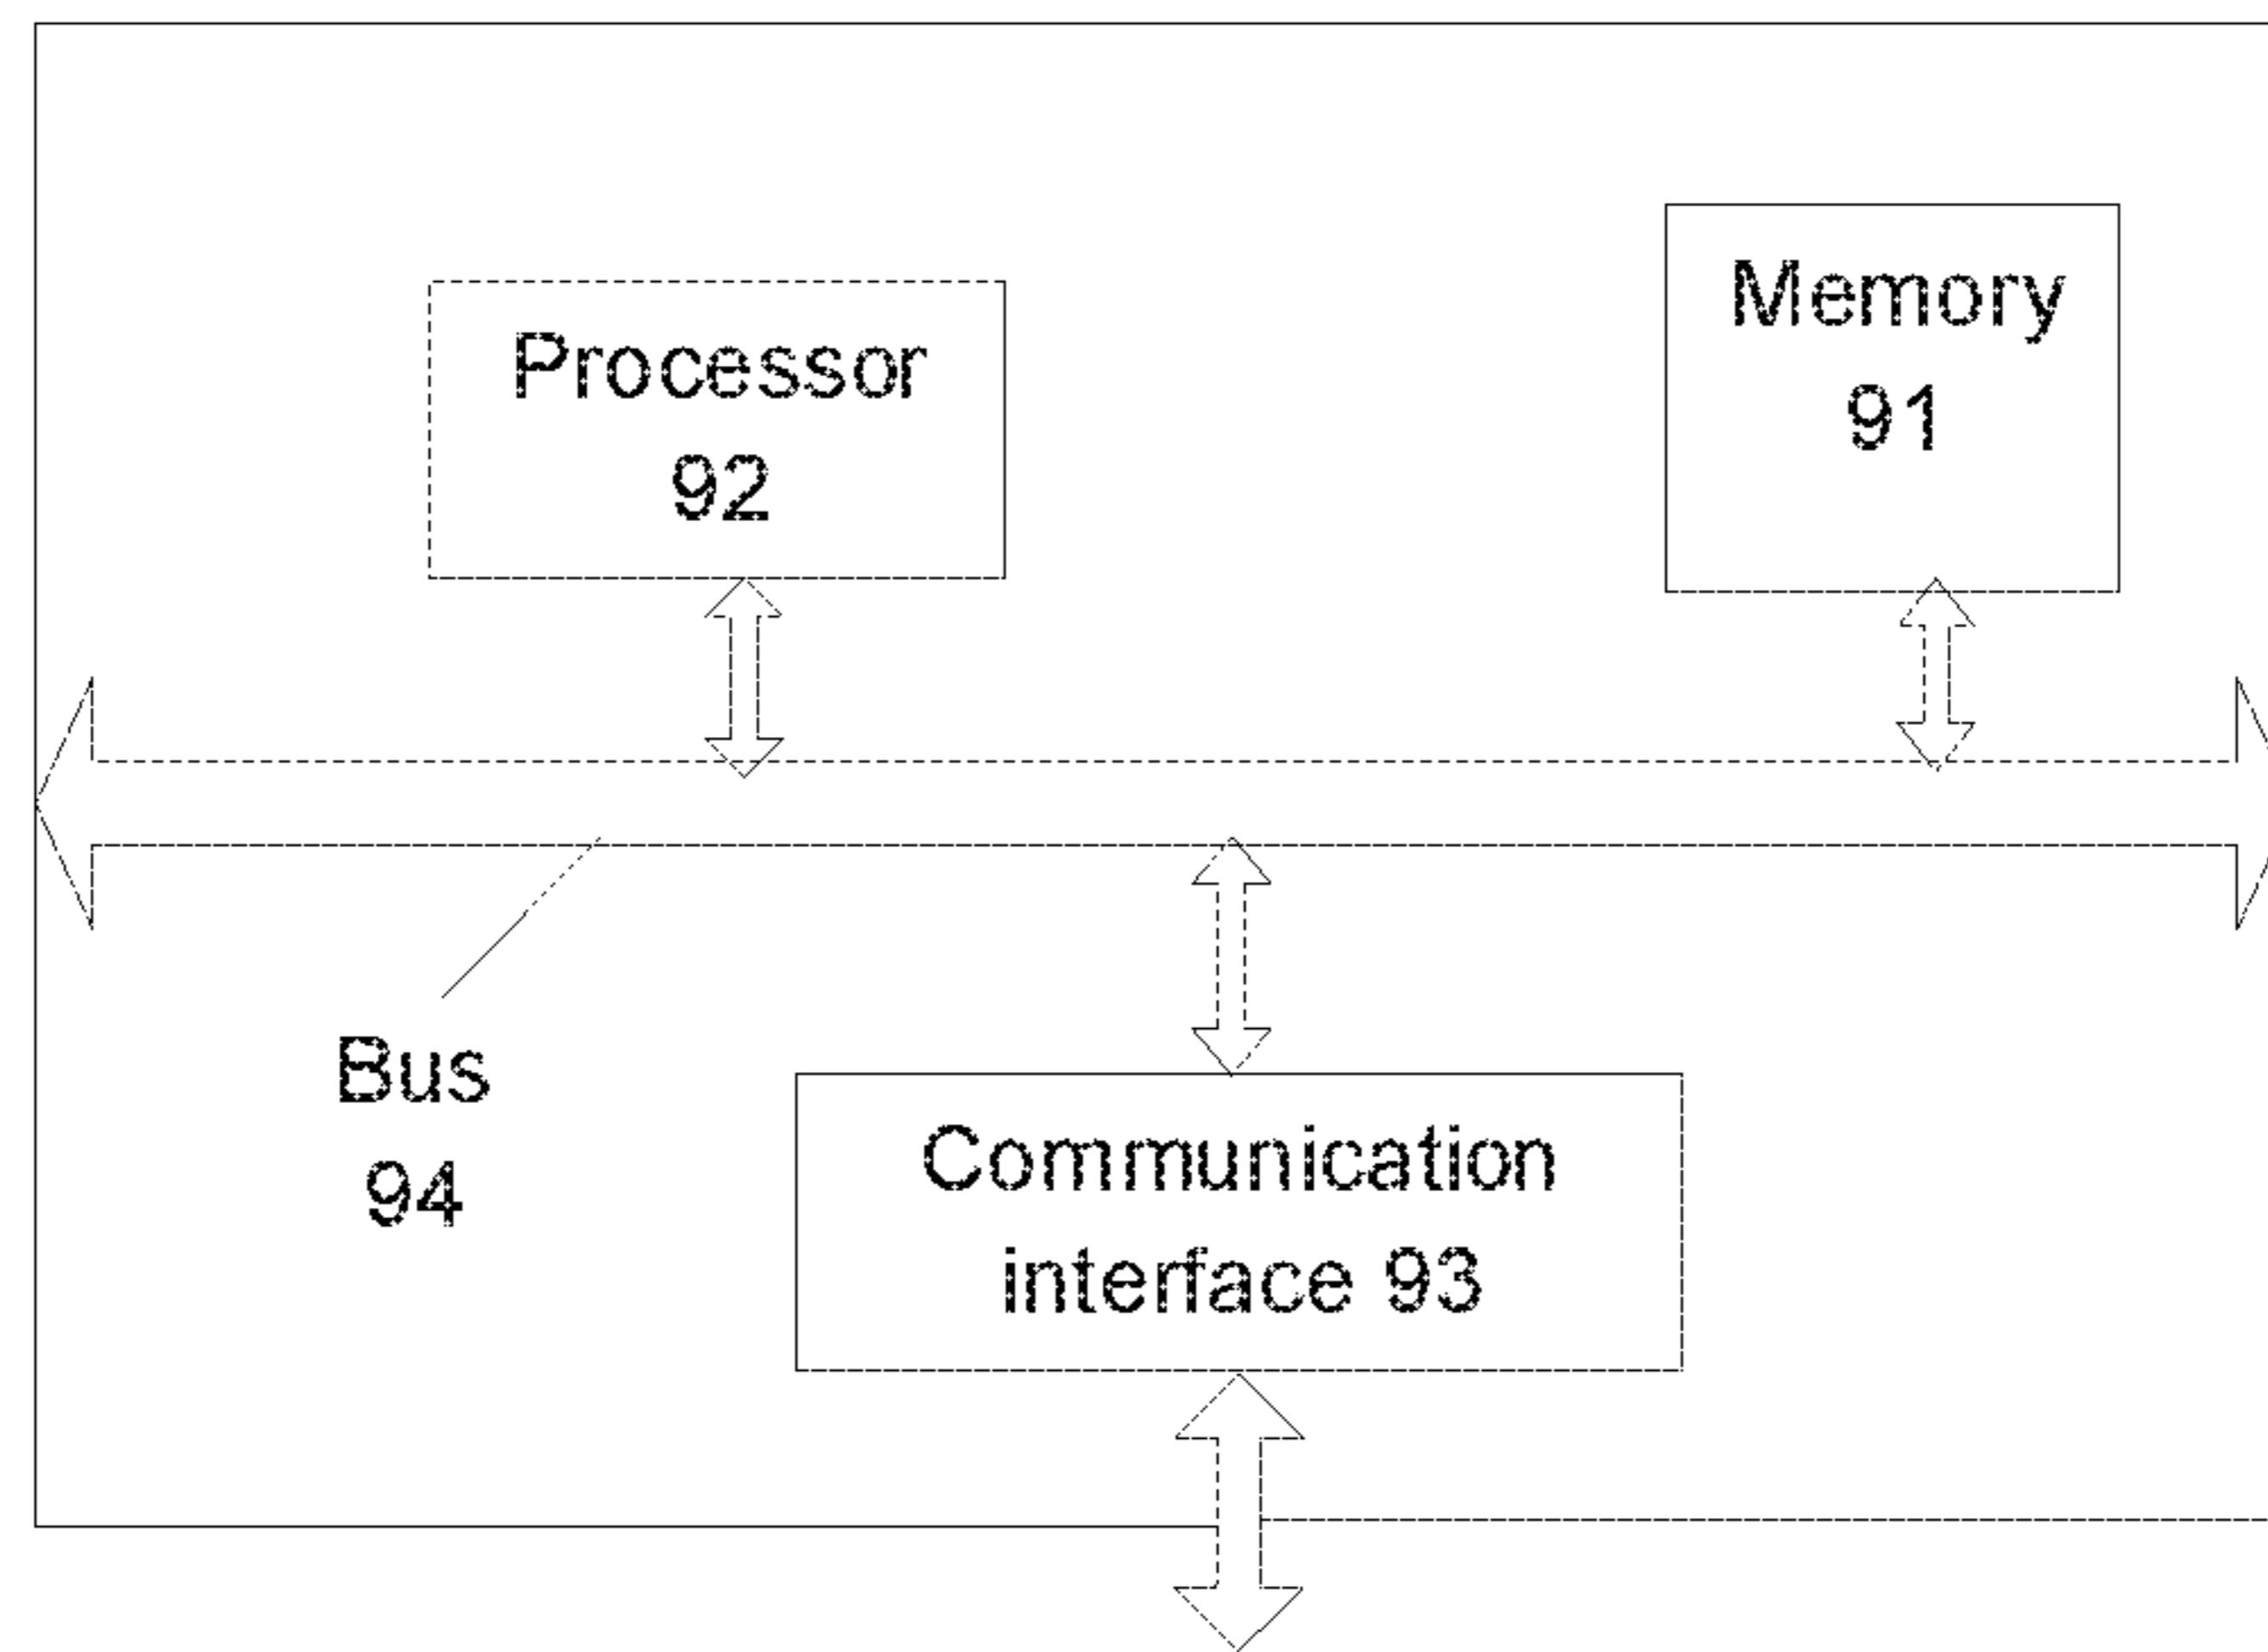 Processor
92
Memory
91
Bus
94
Communication
interface 93